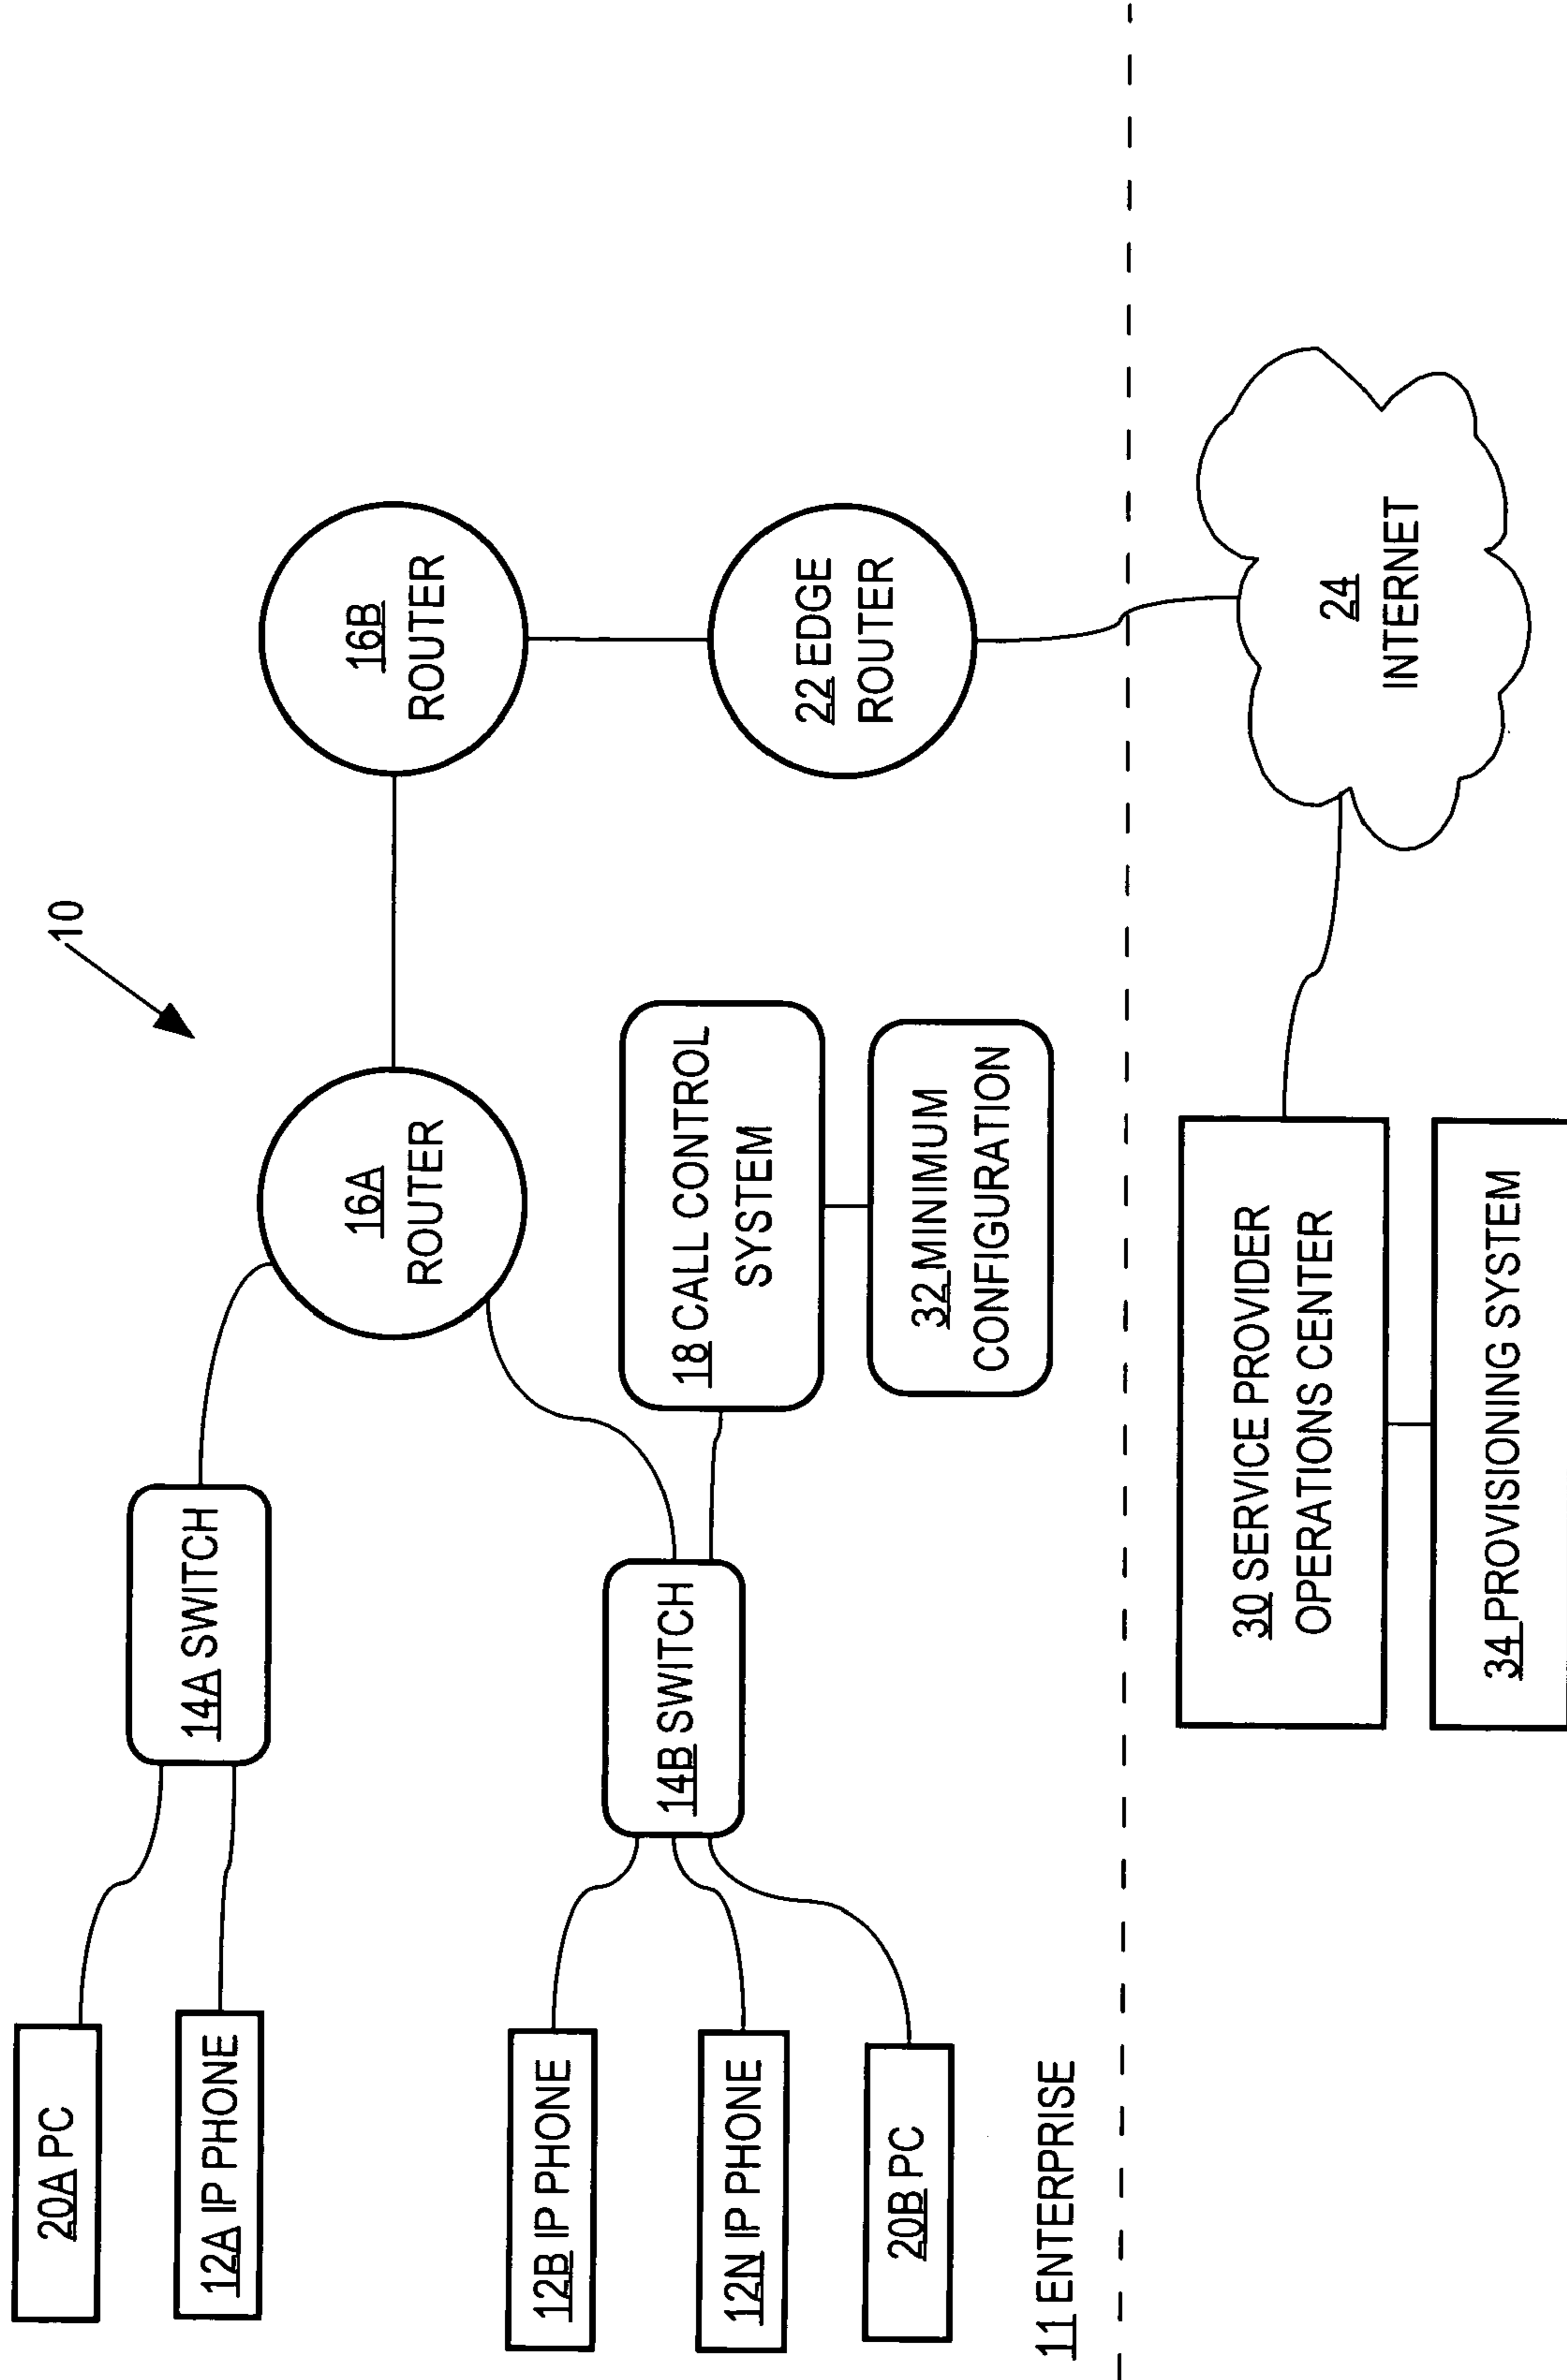 10
20A PC
12A IP PHONE
14A SWITCH
16A
ROUTER
16B
ROUTER
12B IP PHONE
12N IP PHONE
20B PC
14B SWITCH
18 CALL CONTROL
SYSTEM
32 MINIMUM
CONFIGURATION
22 EDGE
ROUTER
11 ENTERPRISE
30 SERVICE PROVIDER
OPERATIONS CENTER
34 PROVISIONING SYSTEM
24
INTERNET